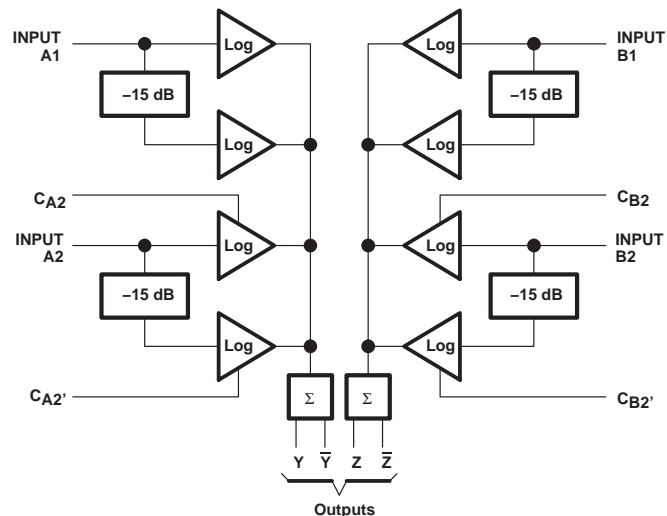 INPUT
A1
Log
Log
INPUT
B1
–15 dB
–15 dB
Log
Log
CA2
CB2
INPUT
A2
Log
Log
INPUT
B2
–15 dB
–15 dB
Log
Log
CA2'
CB2'
Σ
Σ
Y
Y̅
Z
Z̅
Outputs